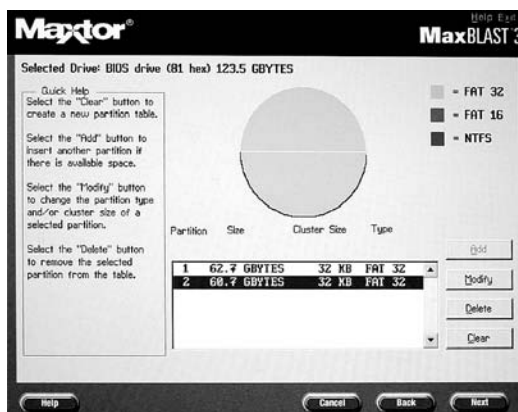 Maxtor®
Help Exit
MaxBLAST 3
Selected Drive: BIOS drive (81 hex) 123.5 GBYTES
Quick Help
Select the "Clear" button to
create a new partition table.
Select the "Add" button to
insert another partition if
there is available space.
Select the "Modify" button
to change the partition type
and/or cluster size of a
selected partition.
Select the "Delete" button
to remove the selected
partition from the table.
= FAT 32
= FAT 16
= NTFS
Partition Size Cluster Size Type
1 62.7 GBYTES 32 KB FAT 32
2 60.7 GBYTES 32 KB FAT 32
Add
Modify
Delete
Clear
Help
Cancel
Back
Next